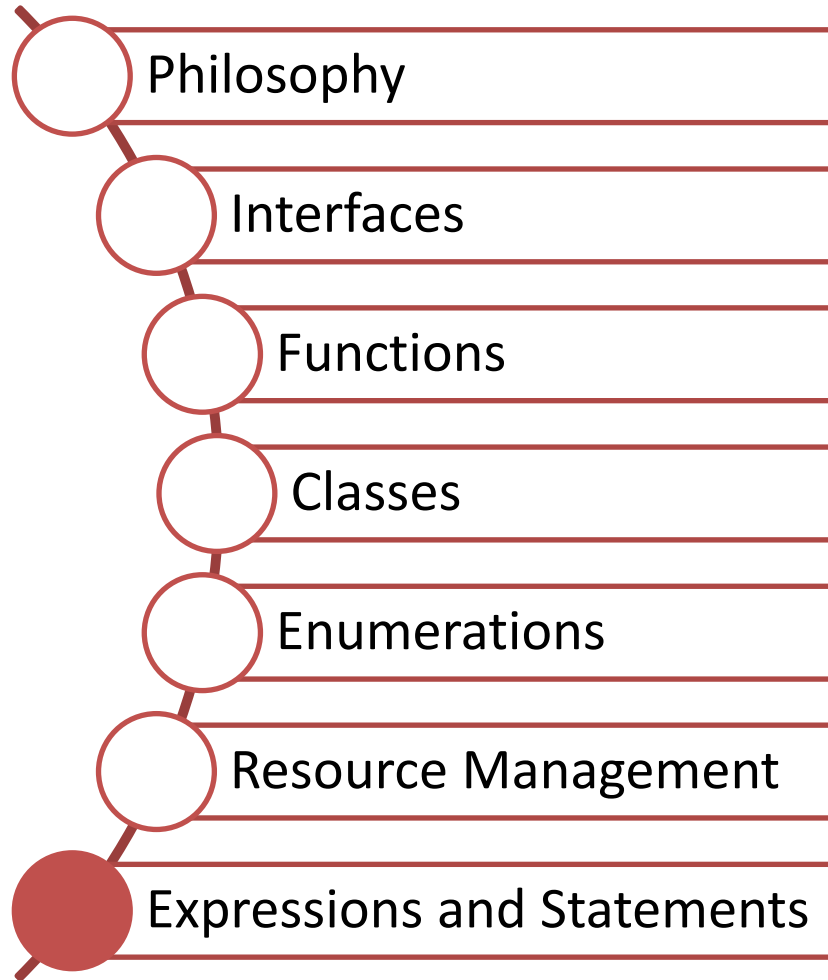 Philosophy
Interfaces
Functions
Classes
Enumerations
Resource Management
Expressions and Statements